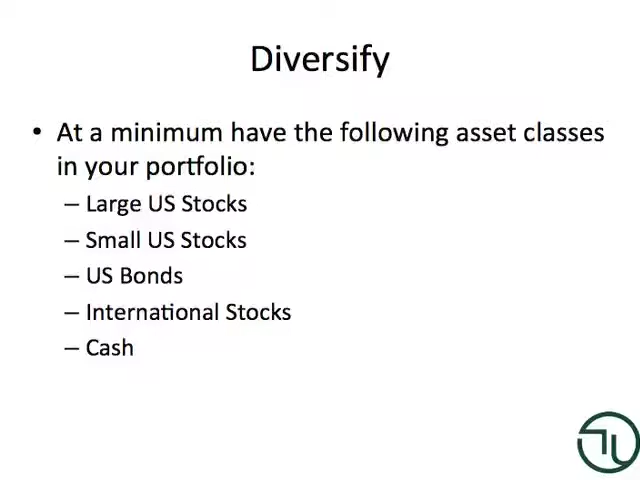 Diversify
• At a minimum have the following asset classes
in your portfolio:
– Large US Stocks
– Small US Stocks
– US Bonds
– International Stocks
– Cash